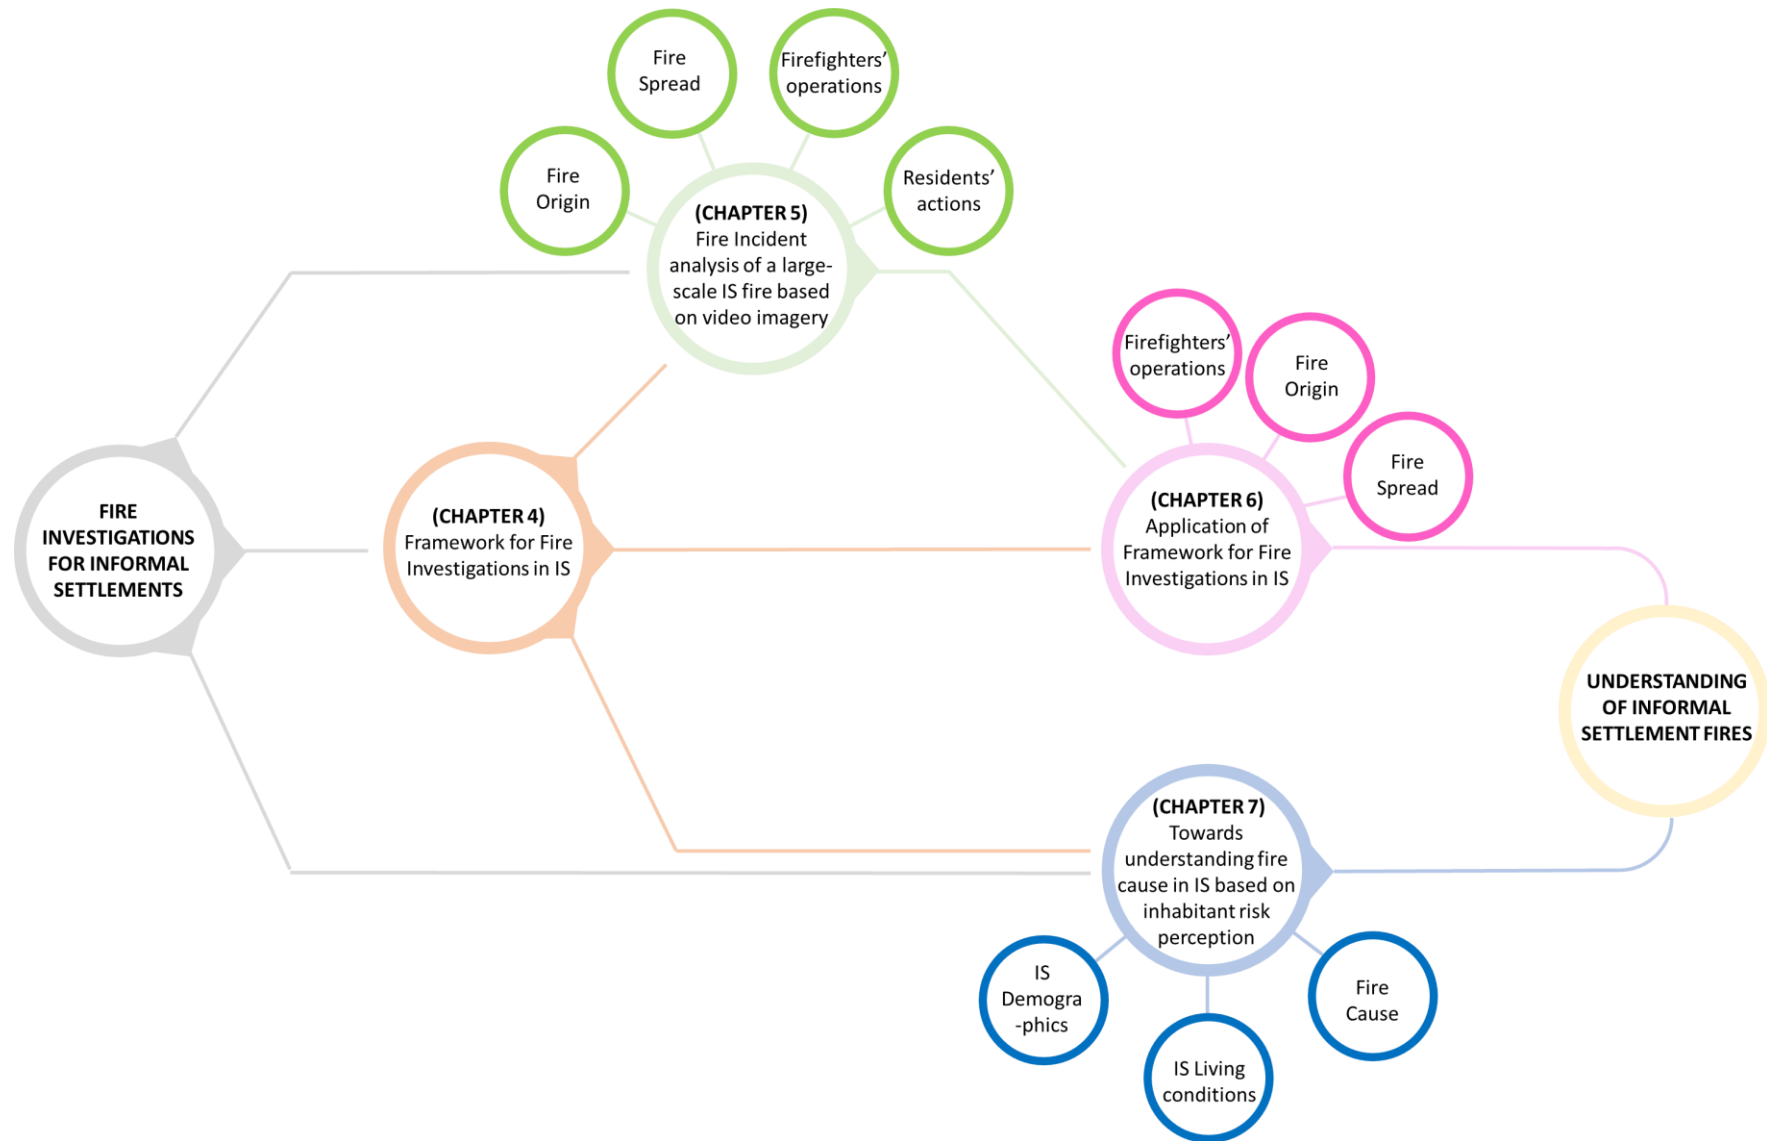 Fire
Spread
Firefighters’
operations
Fire
Origin
Residents’
actions
(CHAPTER 5)
Fire Incident
analysis of a large-
scale IS fire based
on video imagery
Firefighters’
operations
Fire
Origin
Fire
Spread
FIRE
INVESTIGATIONS
FOR INFORMAL
SETTLEMENTS
(CHAPTER 4)
Framework for Fire
Investigations in IS
(CHAPTER 6)
Application of
Framework for Fire
Investigations in IS
UNDERSTANDING
OF INFORMAL
SETTLEMENT FIRES
(CHAPTER 7)
Towards
understanding fire
cause in IS based on
inhabitant risk
perception
IS
Demogra
-phics
IS Living
conditions
Fire
Cause